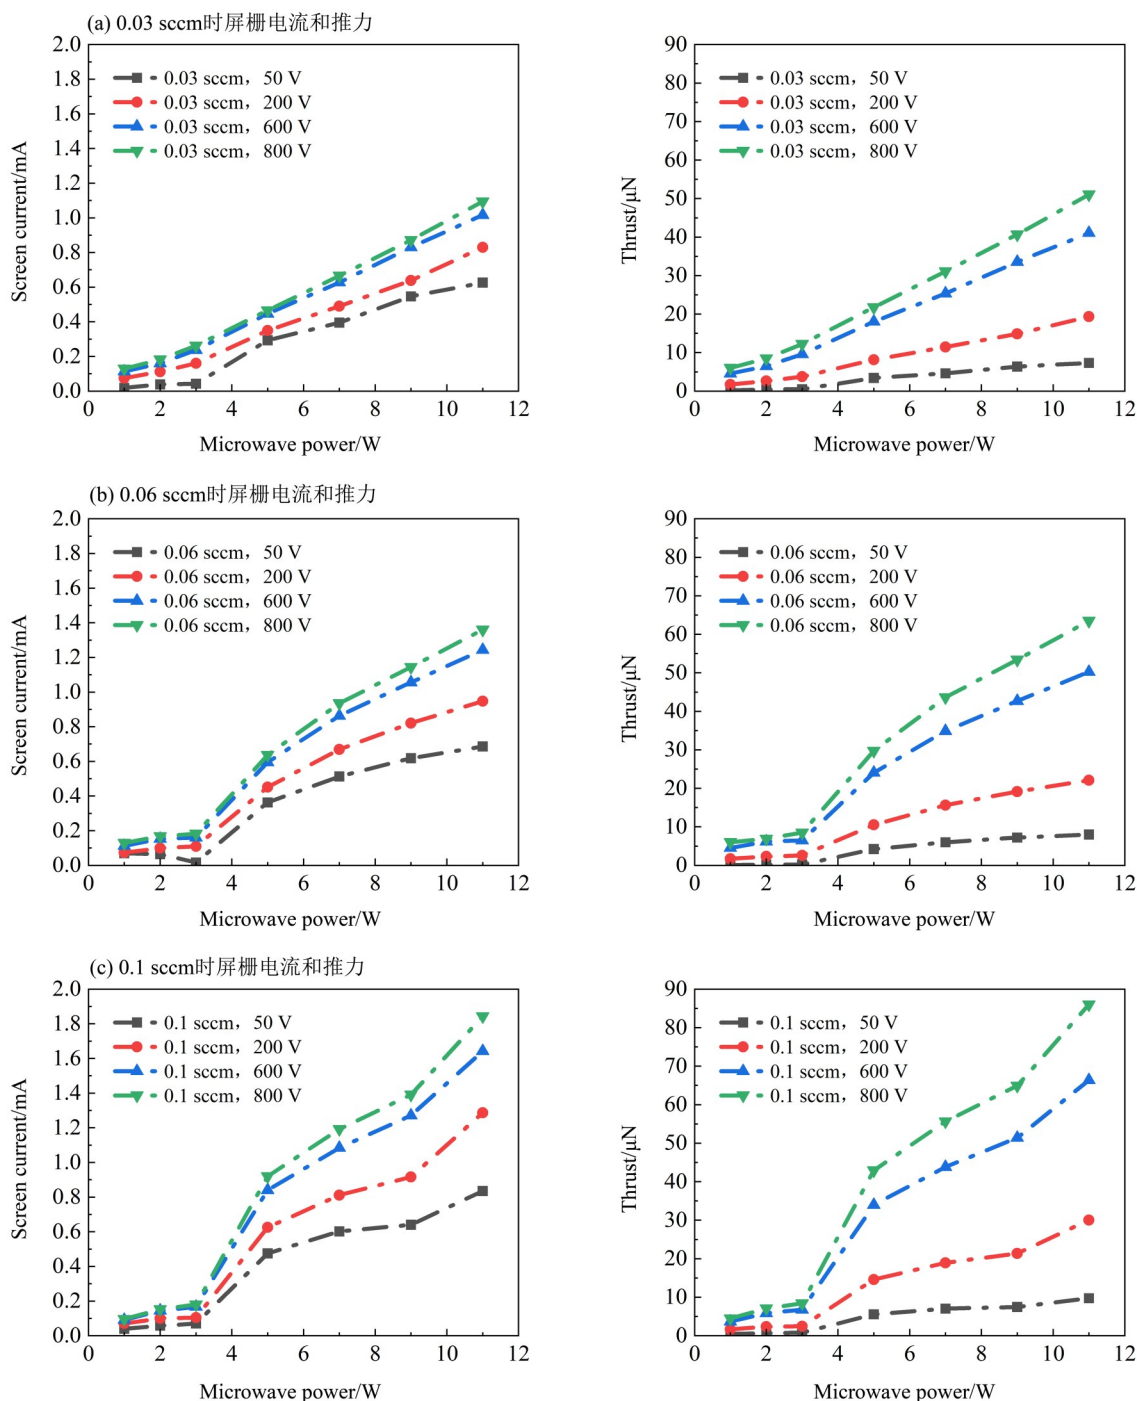 (a) 0.03 sccm时屏栅电流和推力
2.0
1.8
1.6
1.4
1.2
1.0
0.8
0.6
0.4
0.2
0.0
Screen current/mA
0.03 sccm，50 V
0.03 sccm，200 V
0.03 sccm，600 V
0.03 sccm，800 V
0 2 4 6 8 10 12
Microwave power/W
90
80
70
60
50
40
30
20
10
0
Thrust/μN
0.03 sccm，50 V
0.03 sccm，200 V
0.03 sccm，600 V
0.03 sccm，800 V
0 2 4 6 8 10 12
Microwave power/W
(b) 0.06 sccm时屏栅电流和推力
2.0
1.8
1.6
1.4
1.2
1.0
0.8
0.6
0.4
0.2
0.0
Screen current/mA
0.06 sccm，50 V
0.06 sccm，200 V
0.06 sccm，600 V
0.06 sccm，800 V
0 2 4 6 8 10 12
Microwave power/W
90
80
70
60
50
40
30
20
10
0
Thrust/μN
0.06 sccm，50 V
0.06 sccm，200 V
0.06 sccm，600 V
0.06 sccm，800 V
0 2 4 6 8 10 12
Microwave power/W
(c) 0.1 sccm时屏栅电流和推力
2.0
1.8
1.6
1.4
1.2
1.0
0.8
0.6
0.4
0.2
0.0
Screen current/mA
0.1 sccm，50 V
0.1 sccm，200 V
0.1 sccm，600 V
0.1 sccm，800 V
0 2 4 6 8 10 12
Microwave power/W
90
80
70
60
50
40
30
20
10
0
Thrust/μN
0.1 sccm，50 V
0.1 sccm，200 V
0.1 sccm，600 V
0.1 sccm，800 V
0 2 4 6 8 10 12
Microwave power/W